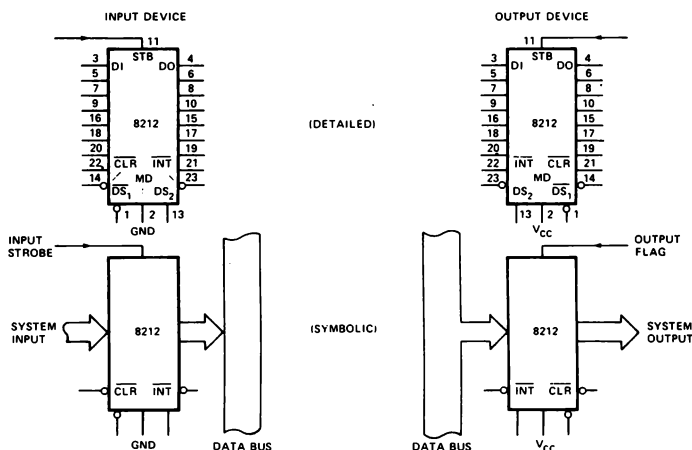 INPUT DEVICE
OUTPUT DEVICE
11
STB
3 DI DO 4
5 6
7 8
9 10
16 8212 15
18 17
20 19
22 CLR INT 21
14 MD 23
DS1 DS2
1 2 13
GND
(DETAILED)
11
STB
3 DI DO 4
5 6
7 8
9 10
16 8212 15
18 17
20 19
22 INT CLR 21
23 MD 14
DS2 DS1
13 2 1
VCC
INPUT
STROBE
SYSTEM
INPUT
8212
CLR INT
GND
DATA BUS
(SYMBOLIC)
DATA BUS
OUTPUT
FLAG
8212
SYSTEM
OUTPUT
INT CLR
VCC